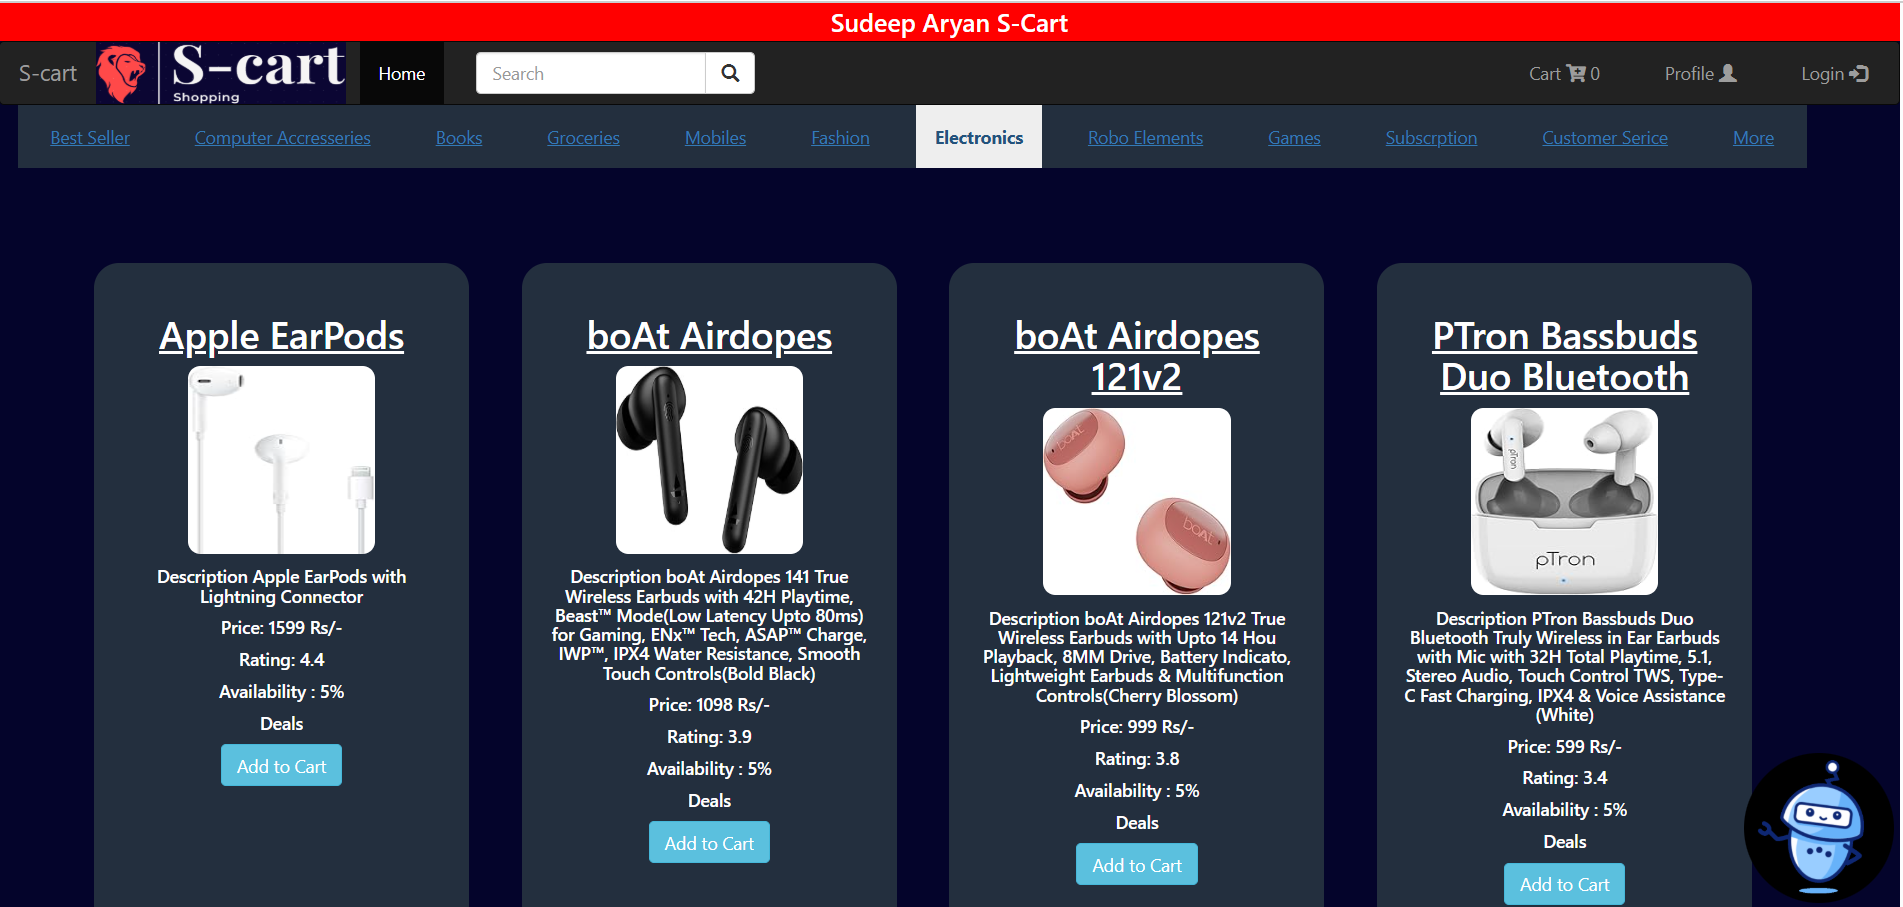 Sudeep Aryan S-Cart
S-cart
S-cart
Shopping
Home
Search
Cart 0
Profile
Login
Best Seller
Computer Accresseries
Books
Groceries
Mobiles
Fashion
Electronics
Robo Elements
Games
Subscrption
Customer Serice
More
Apple EarPods
Description Apple EarPods with
Lightning Connector
Price: 1599 Rs/-
Rating: 4.4
Availability : 5%
Deals
Add to Cart
boAt Airdopes
Description boAt Airdopes 141 True
Wireless Earbuds with 42H Playtime,
Beast™ Mode(Low Latency Upto 80ms)
for Gaming, ENx™ Tech, ASAP™ Charge,
IWP™, IPX4 Water Resistance, Smooth
Touch Controls(Bold Black)
Price: 1098 Rs/-
Rating: 3.9
Availability : 5%
Deals
Add to Cart
boAt Airdopes
121v2
boAt
boAt
Description boAt Airdopes 121v2 True
Wireless Earbuds with Upto 14 Hou
Playback, 8MM Drive, Battery Indicato,
Lightweight Earbuds & Multifunction
Controls(Cherry Blossom)
Price: 999 Rs/-
Rating: 3.8
Availability : 5%
Deals
Add to Cart
PTron Bassbuds
Duo Bluetooth
pTron
pTron
Description PTron Bassbuds Duo
Bluetooth Truly Wireless in Ear Earbuds
with Mic with 32H Total Playtime, 5.1,
Stereo Audio, Touch Control TWS, Type-
C Fast Charging, IPX4 & Voice Assistance
(White)
Price: 599 Rs/-
Rating: 3.4
Availability : 5%
Deals
Add to Cart